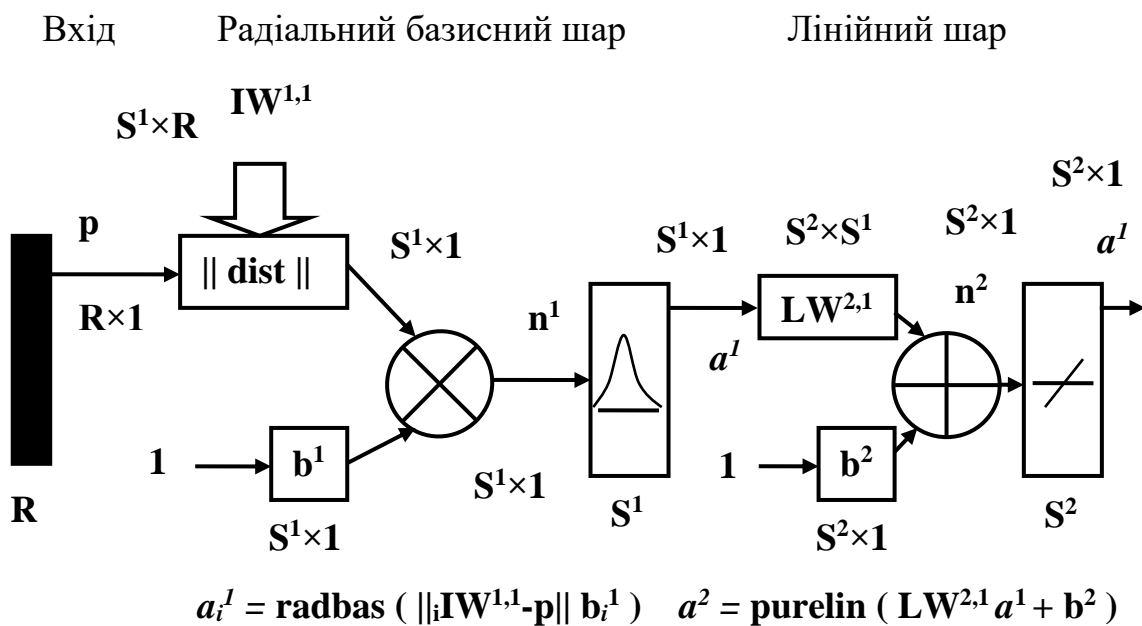 Вхід Радіальний базисний шар Лінійний шар
IW¹,¹
S¹×R
S²×1
p
S¹×1
S¹×1
S²×S¹
S²×1
a¹
|| dist ||
R×1
n¹
a¹
LW²,¹
n²
1
b¹
S¹×1
1
b²
R
S¹×1
S¹
S²×1
S²
aᵢ¹ = radbas ( ||ᵢIW¹,¹-p|| bᵢ¹ ) a² = purelin ( LW²,¹ a¹ + b² )